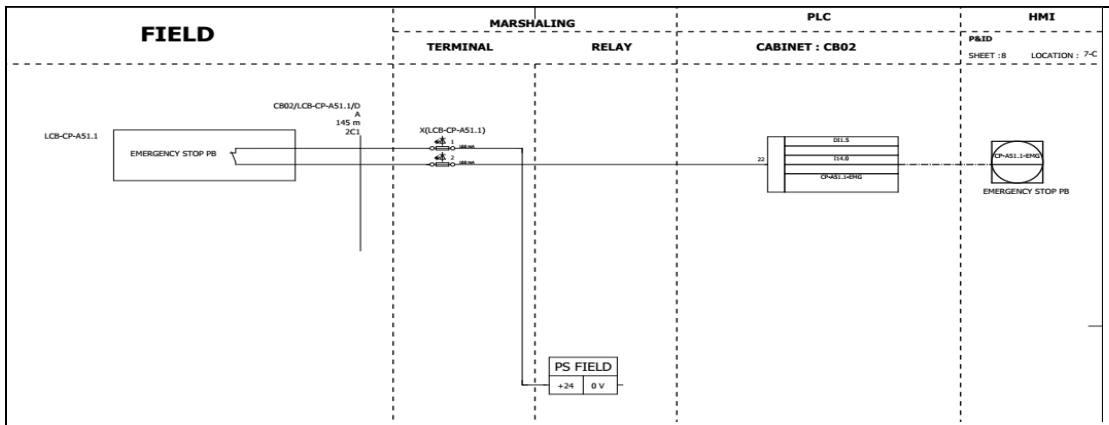 FIELD
MARSHALING
PLC
HMI
TERMINAL
RELAY
CABINET : CB02
P&ID
SHEET :8
LOCATION : 7-C
CB02/LCB-CP-A51.1/D
A
145 m
2C1
LCB-CP-A51.1
EMERGENCY STOP PB
X(LCB-CP-A51.1)
1
2
22
DI1.5
I14.0
CP-A51.1-EMG
CP-A51.1-EMG
EMERGENCY STOP PB
PS FIELD
+24
0 V